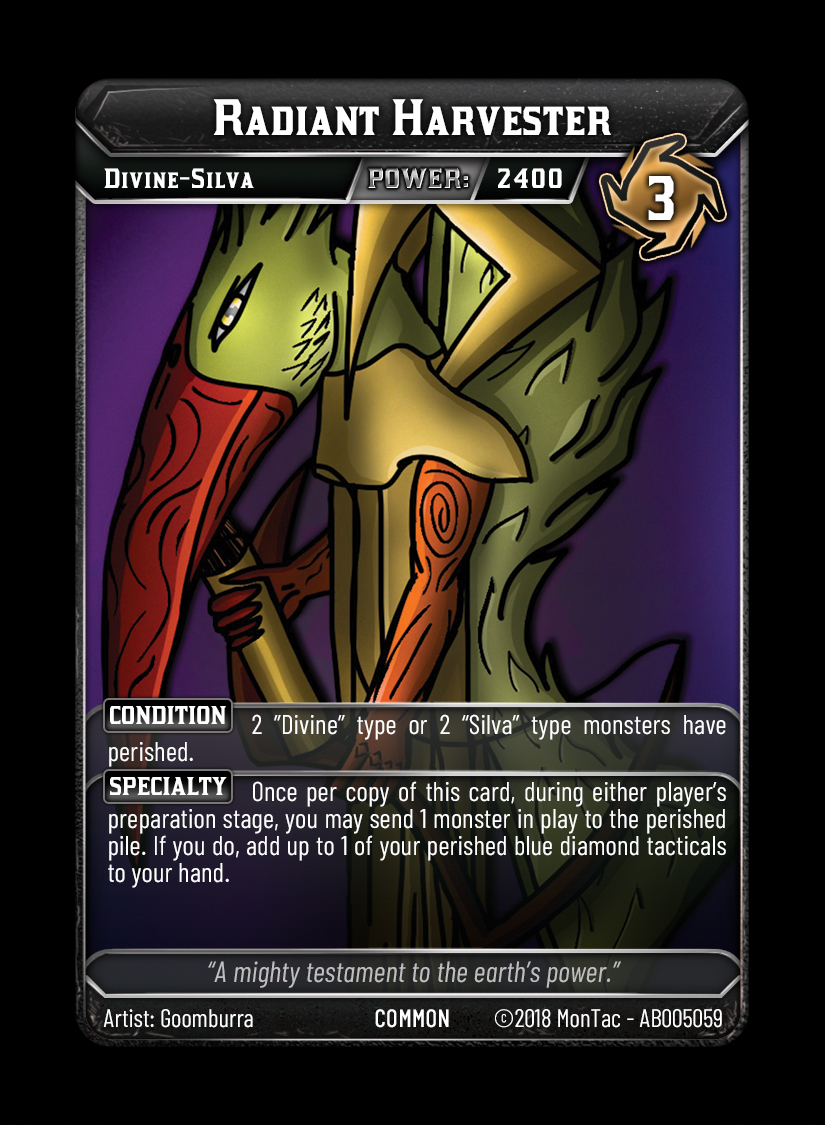 Radiant Harvester
Divine-Silva POWER: 2400
3
CONDITION 2 "Divine" type or 2 "Silva" type monsters have
perished.
SPECIALTY Once per copy of this card, during either player's
preparation stage, you may send 1 monster in play to the perished
pile. If you do, add up to 1 of your perished blue diamond tacticals
to your hand.
"A mighty testament to the earth's power."
Artist: Goomburra COMMON ©2018 MonTac - AB005059